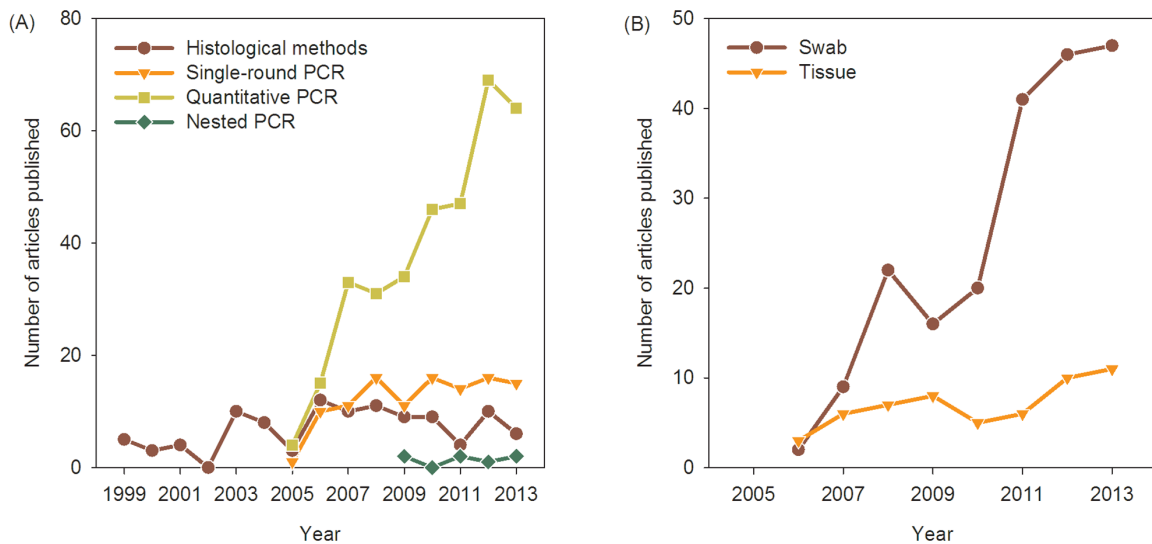 (A)
Number of articles published
80
60
40
20
0
Histological methods
Single-round PCR
Quantitative PCR
Nested PCR
1999 2001 2003 2005 2007 2009 2011 2013
Year
(B)
Number of articles published
50
40
30
20
10
0
Swab
Tissue
2005 2007 2009 2011 2013
Year